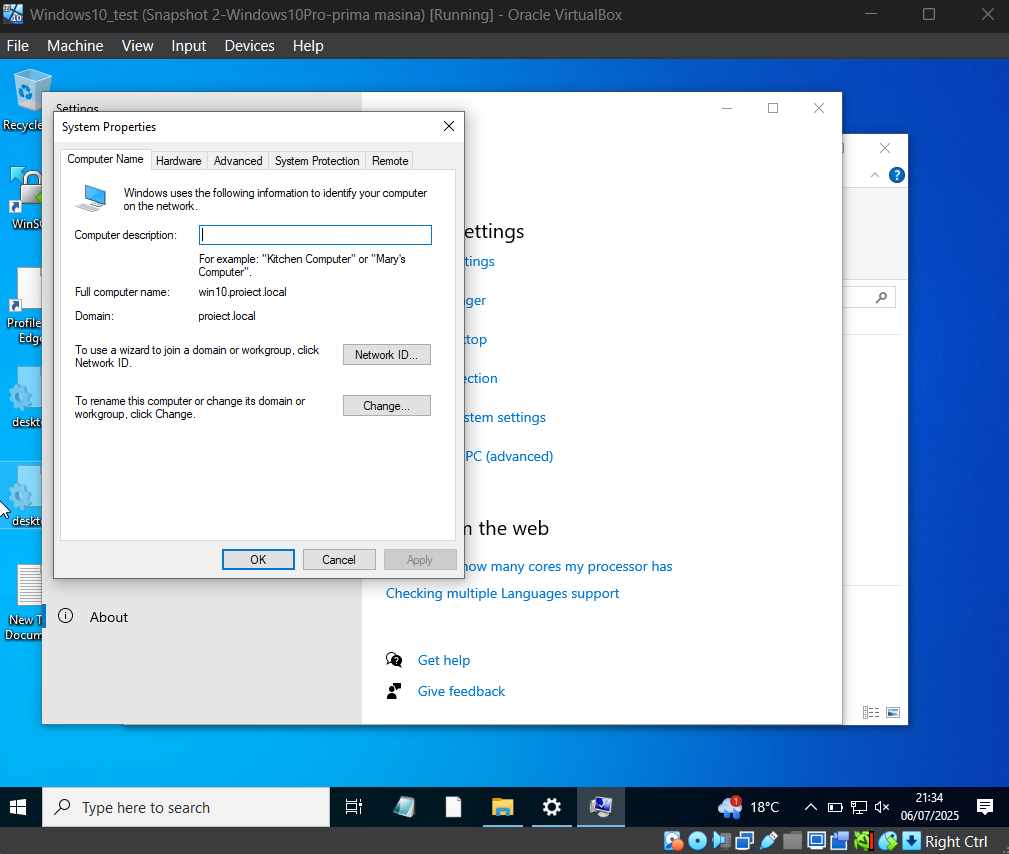 Windows10_test (Snapshot 2-Windows10Pro-prima masina) [Running] - Oracle VirtualBox
File Machine View Input Devices Help
Recycle
WinS
Profile
Edge
deskt
deskt
New T
Docum
Settings
System Properties
Computer Name Hardware Advanced System Protection Remote
Windows uses the following information to identify your computer
on the network.
Computer description:
For example: "Kitchen Computer" or "Mary's
Computer".
Full computer name: win10.proiect.local
Domain: proiect.local
To use a wizard to join a domain or workgroup, click
Network ID.
Network ID...
To rename this computer or change its domain or
workgroup, click Change.
Change...
OK Cancel Apply
About
ettings
tings
ger
top
ection
stem settings
PC (advanced)
m the web
how many cores my processor has
Checking multiple Languages support
Get help
Give feedback
Type here to search
1
18°C
21:34
06/07/2025
Right Ctrl